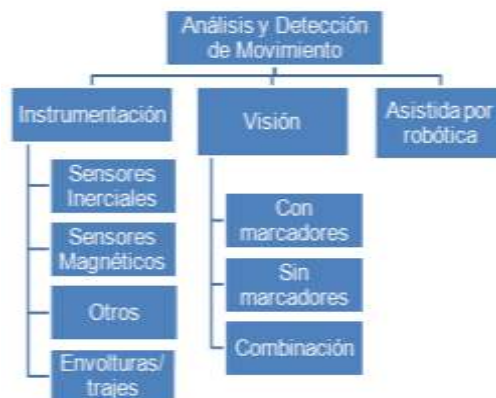 Análisis y Detección
de Movimiento
Instrumentación
Visión
Asistida por
robótica
Sensores
Inerciales
Sensores
Magnéticos
Otros
Envolturas/
trajes
Con
marcadores
Sin
marcadores
Combinación